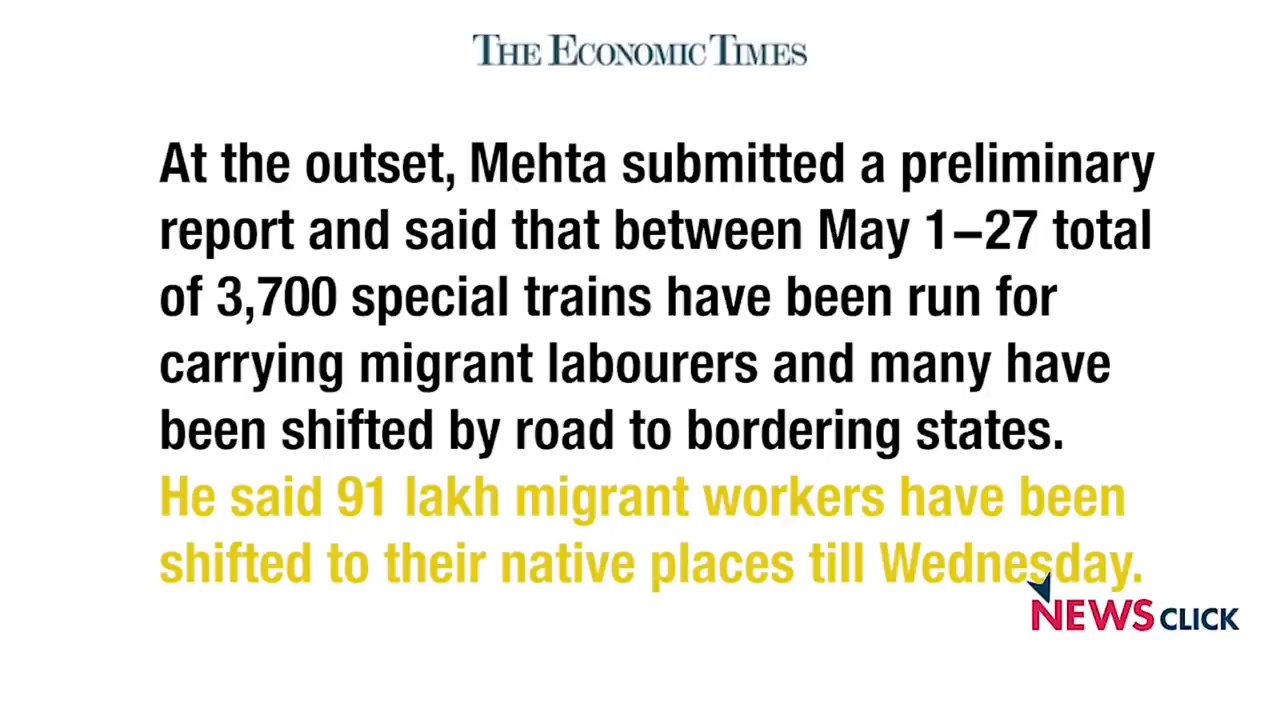 THE ECONOMIC TIMES
At the outset, Mehta submitted a preliminary
report and said that between May 1–27 total
of 3,700 special trains have been run for
carrying migrant labourers and many have
been shifted by road to bordering states.
He said 91 lakh migrant workers have been
shifted to their native places till Wednesday.
NEWSCLICK